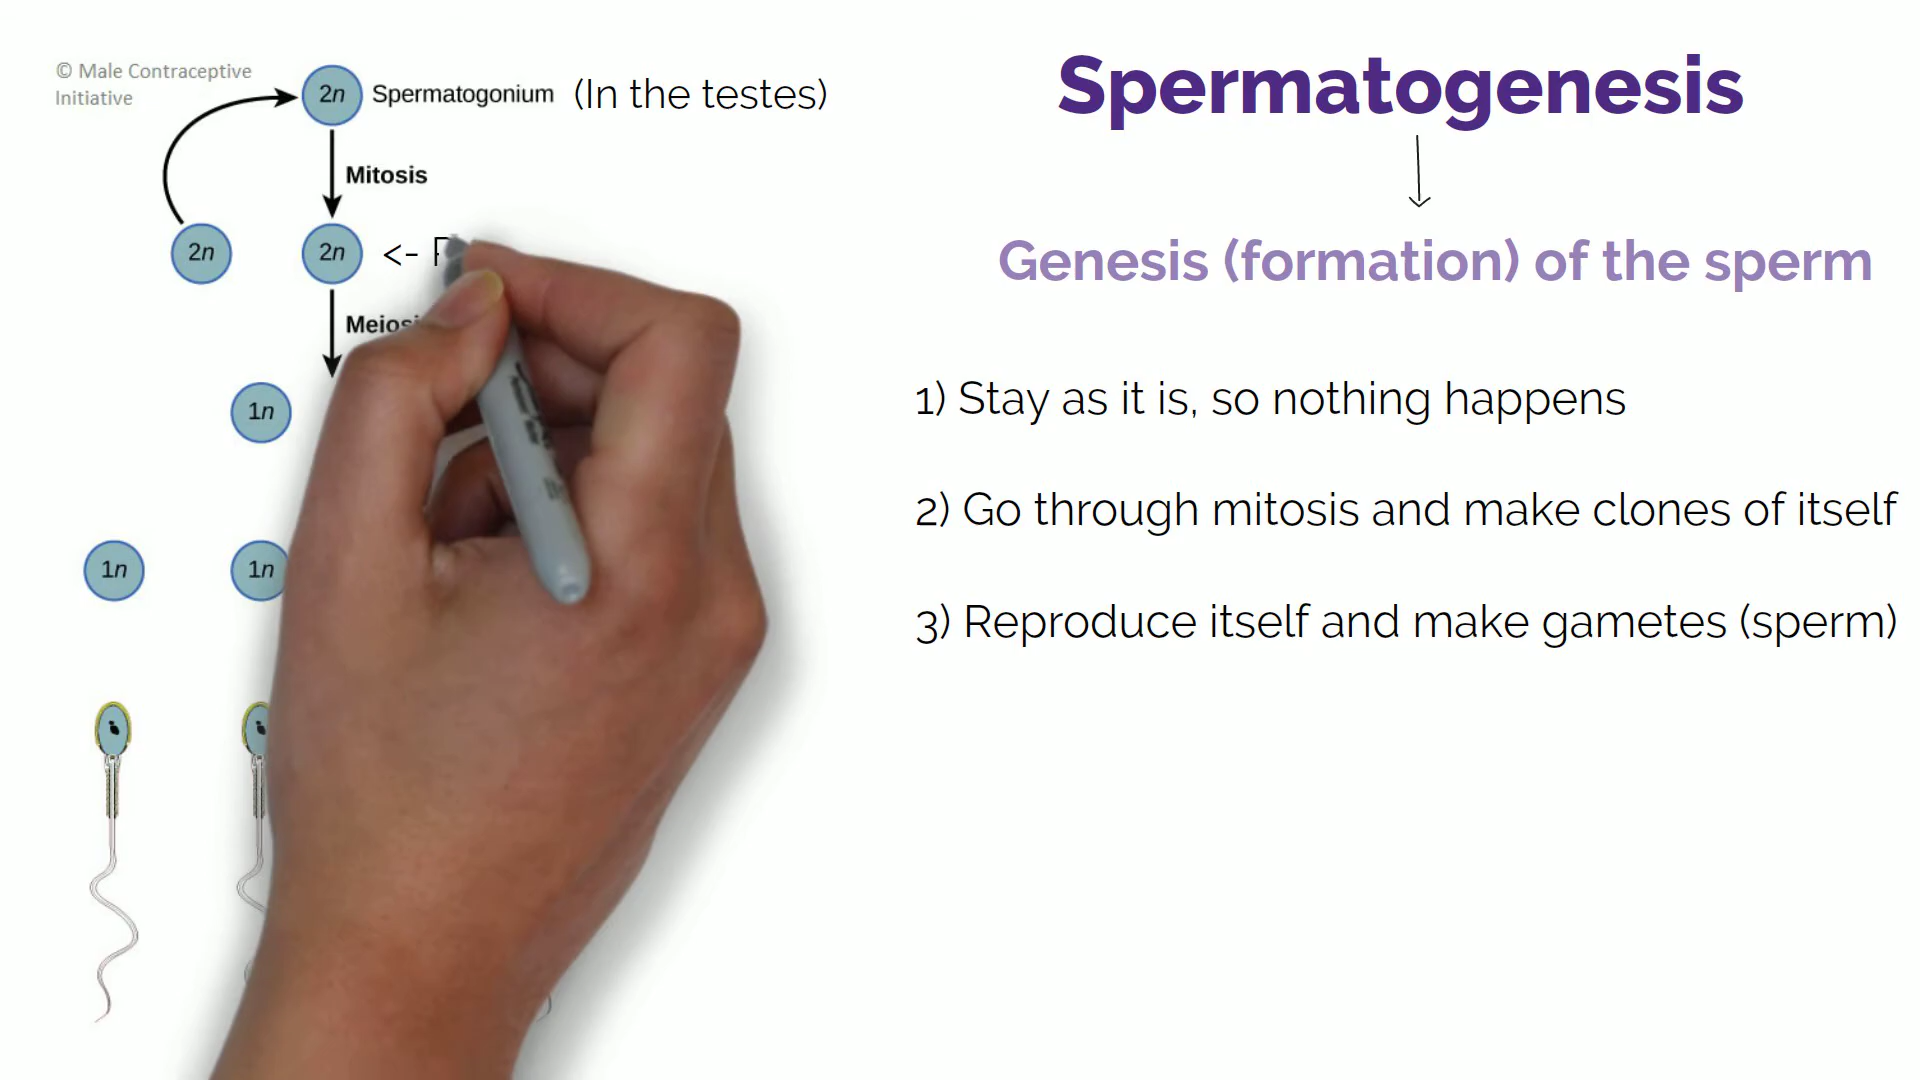 © Male Contraceptive
Initiative
2n Spermatogonium (In the testes)
Mitosis
2n 2n <-
1n
1n 1n
Spermatogenesis
Genesis (formation) of the sperm
1) Stay as it is, so nothing happens
2) Go through mitosis and make clones of itself
3) Reproduce itself and make gametes (sperm)